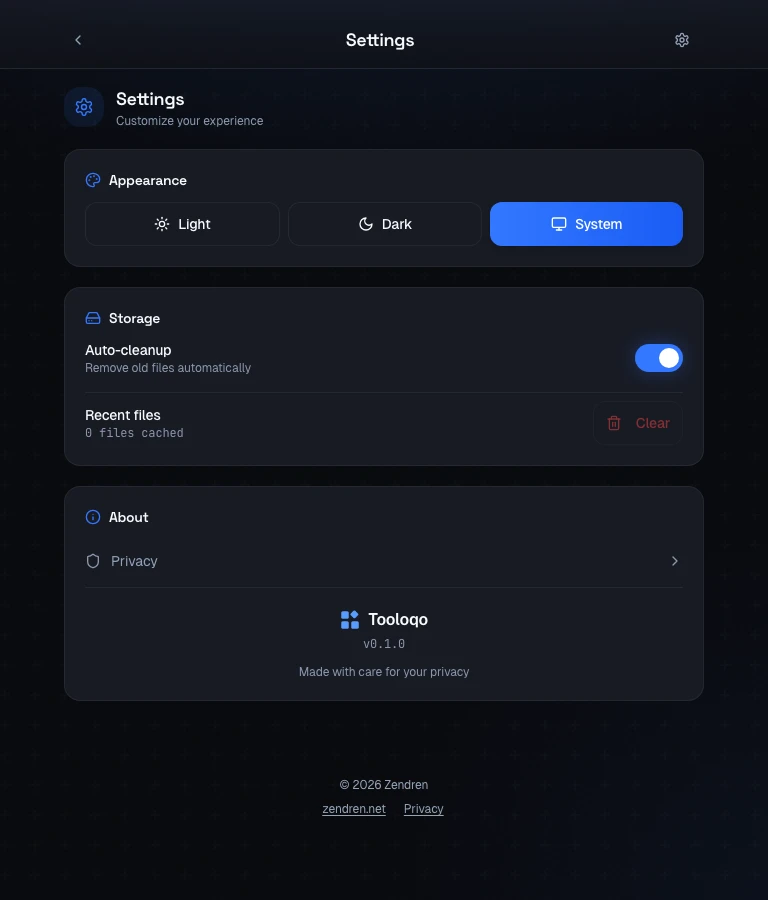 Settings
Settings
Customize your experience
Appearance
Light
Dark
System
Storage
Auto-cleanup
Remove old files automatically
Recent files
0 files cached
Clear
About
Privacy
Tooloqo
v0.1.0
Made with care for your privacy
© 2026 Zendren
zendren.net Privacy